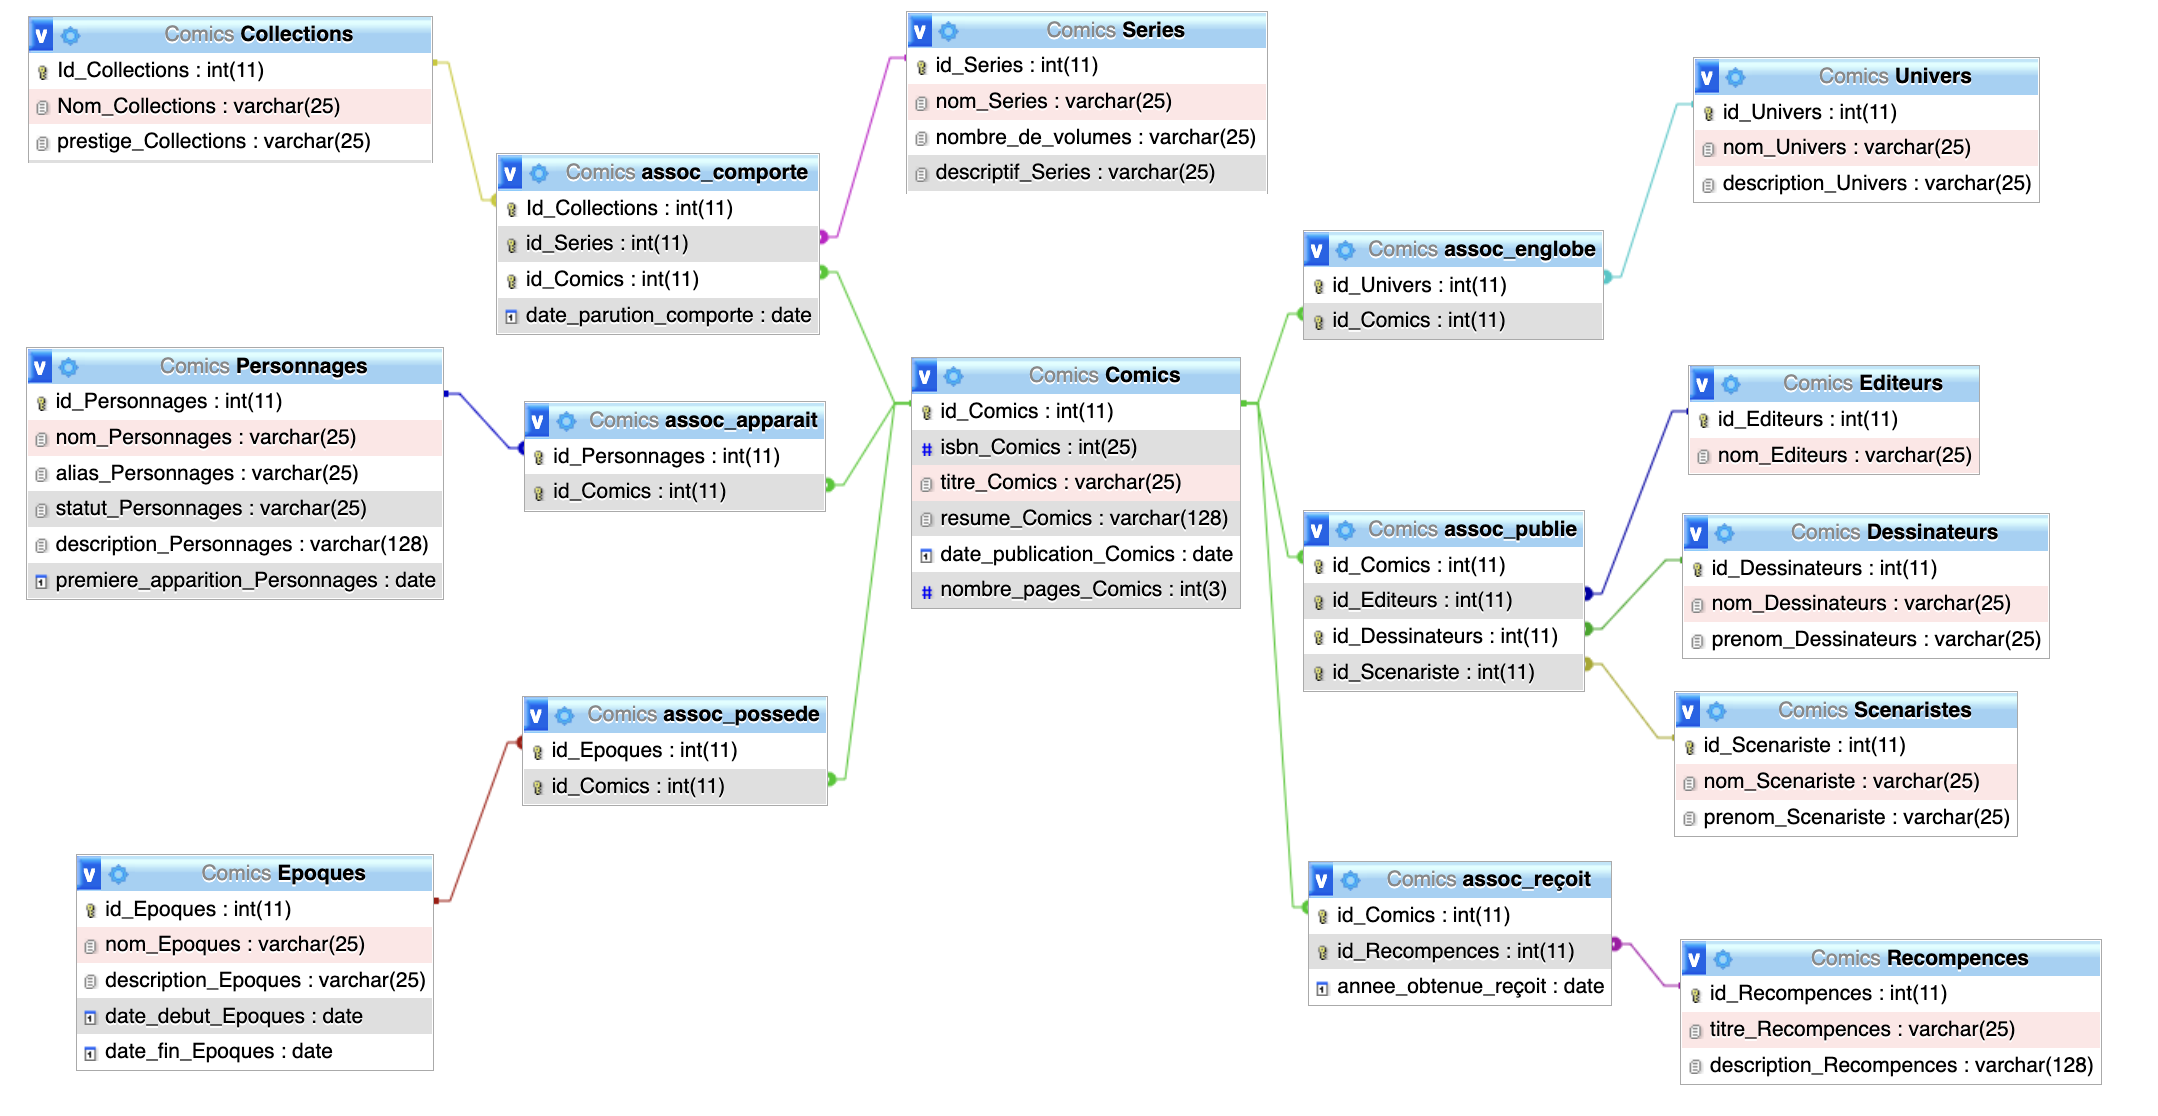 Comics Collections
Id_Collections : int(11)
Nom_Collections : varchar(25)
prestige_Collections : varchar(25)
Comics Series
id_Series : int(11)
nom_Series : varchar(25)
nombre_de_volumes : varchar(25)
descriptif_Series : varchar(25)
Comics Univers
id_Univers : int(11)
nom_Univers : varchar(25)
description_Univers : varchar(25)
Comics assoc_comporte
Id_Collections : int(11)
id_Series : int(11)
id_Comics : int(11)
date_parution_comporte : date
Comics assoc_englobe
id_Univers : int(11)
id_Comics : int(11)
Comics Personnages
id_Personnages : int(11)
nom_Personnages : varchar(25)
alias_Personnages : varchar(25)
statut_Personnages : varchar(25)
description_Personnages : varchar(128)
premiere_apparition_Personnages : date
Comics assoc_apparait
id_Personnages : int(11)
id_Comics : int(11)
Comics Comics
id_Comics : int(11)
isbn_Comics : int(25)
titre_Comics : varchar(25)
resume_Comics : varchar(128)
date_publication_Comics : date
nombre_pages_Comics : int(3)
Comics Editeurs
id_Editeurs : int(11)
nom_Editeurs : varchar(25)
Comics assoc_publie
id_Comics : int(11)
id_Editeurs : int(11)
id_Dessinateurs : int(11)
id_Scenariste : int(11)
Comics Dessinateurs
id_Dessinateurs : int(11)
nom_Dessinateurs : varchar(25)
prenom_Dessinateurs : varchar(25)
Comics assoc_possede
id_Epoques : int(11)
id_Comics : int(11)
Comics Scenaristes
id_Scenariste : int(11)
nom_Scenariste : varchar(25)
prenom_Scenariste : varchar(25)
Comics Epoques
id_Epoques : int(11)
nom_Epoques : varchar(25)
description_Epoques : varchar(25)
date_debut_Epoques : date
date_fin_Epoques : date
Comics assoc_reçoit
id_Comics : int(11)
id_Recompences : int(11)
annee_obtenue_reçoit : date
Comics Recompences
id_Recompences : int(11)
titre_Recompences : varchar(25)
description_Recompences : varchar(128)